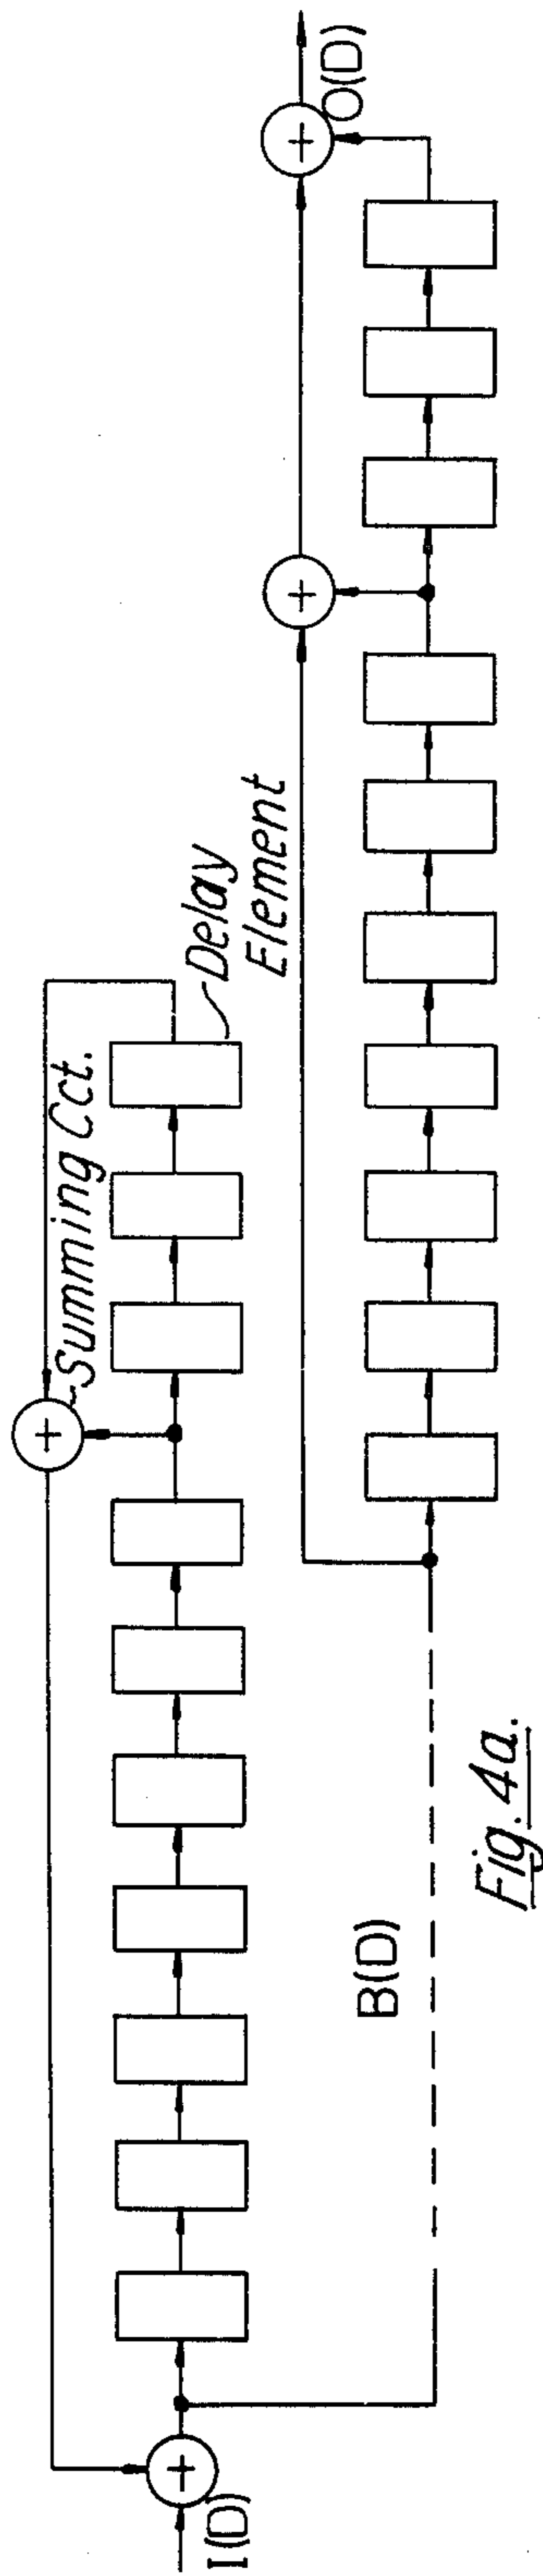 I(D)
Summing Cct.
Delay
Element
B(D)
O(D)
Fig. 4a.
+
+
+
+